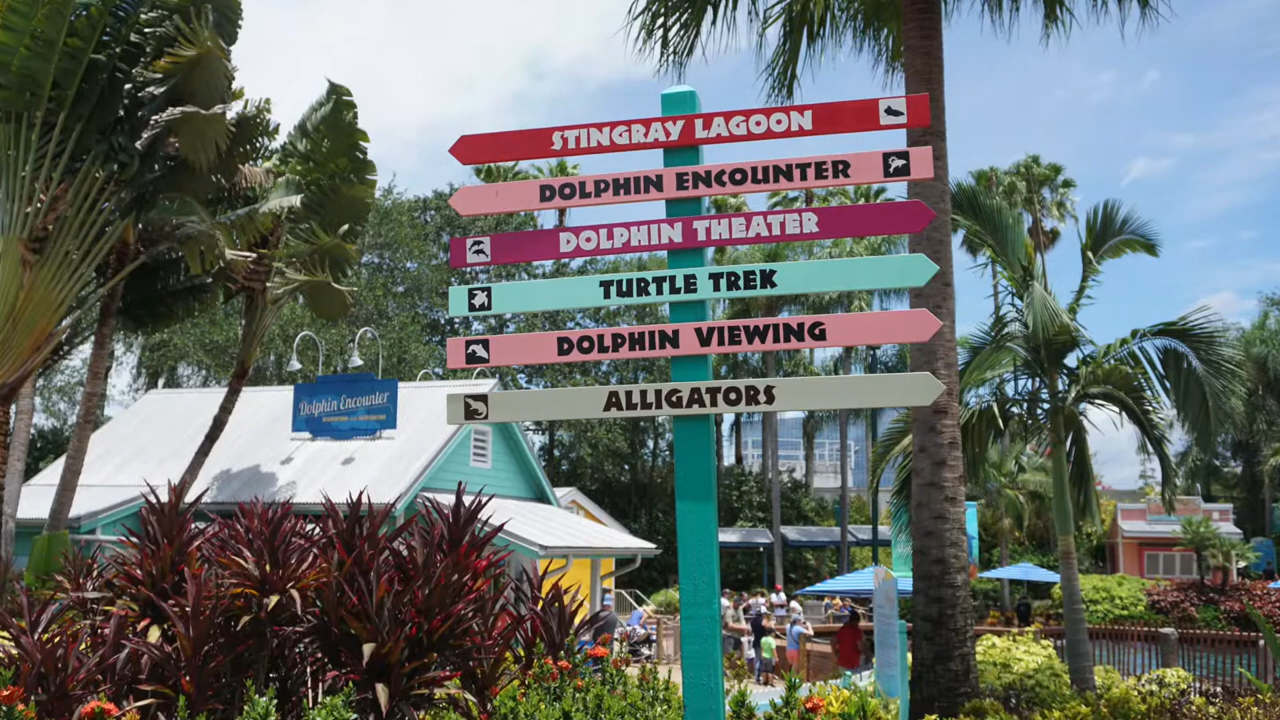 STINGRAY LAGOON
DOLPHIN ENCOUNTER
DOLPHIN THEATER
TURTLE TREK
DOLPHIN VIEWING
ALLIGATORS
Dolphin Encounter